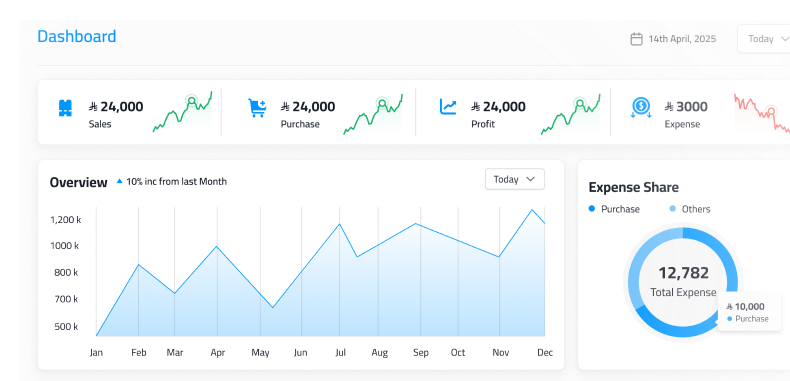 Dashboard
14th April, 2025
Today
⃁ 24,000
Sales
⃁ 24,000
Purchase
⃁ 24,000
Profit
⃁ 3000
Expense
Overview
10% inc from last Month
Today
1,200 k
1000 k
800 k
700 k
500 k
Jan Feb Mar Apr May Jun Jul Aug Sep Oct Nov Dec
Expense Share
Purchase
Others
12,782
Total Expense
⃁ 10,000
Purchase